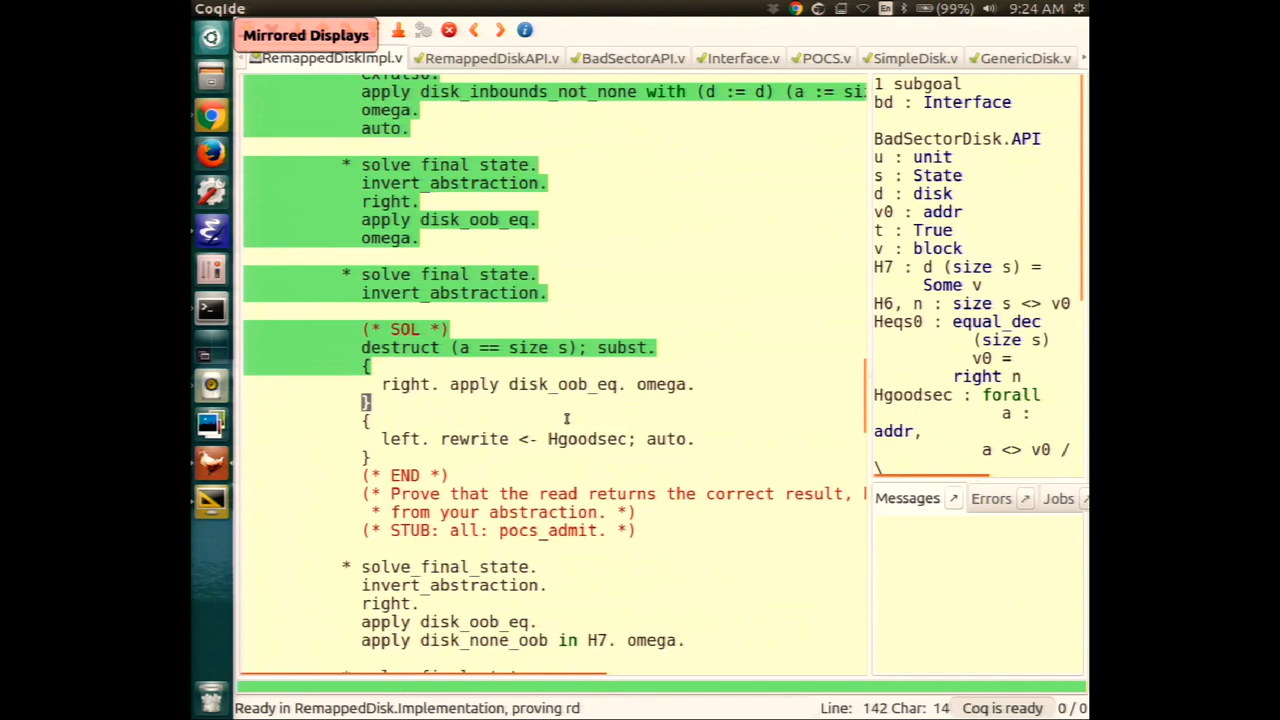 CoqIde
En
(99%)
9:24 AM
Mirrored Displays
RemappedDiskImpl.v
RemappedDiskAPI.v
BadSectorAPI.v
Interface.v
POCS.v
SimpleDisk.v
GenericDisk.v
exfalso.
apply disk_inbounds_not_none with (d := d) (a := si
omega.
auto.
* solve_final_state.
invert_abstraction.
right.
apply disk_oob_eq.
omega.
* solve_final_state.
invert_abstraction.
(* SOL *)
destruct (a == size s); subst.
{
right. apply disk_oob_eq. omega.
}
{
left. rewrite <- Hgoodsec; auto.
}
(* END *)
(* Prove that the read returns the correct result,
* from your abstraction. *)
(* STUB: all: pocs_admit. *)
* solve_final_state.
invert_abstraction.
right.
apply disk_oob_eq.
apply disk_none_oob in H7. omega.
1 subgoal
bd : Interface
BadSectorDisk.API
u : unit
s : State
d : disk
v0 : addr
t : True
v : block
H7 : d (size s) =
Some v
H6, n : size s <> v0
Heqs0 : equal_dec
(size s)
v0 =
right n
Hgoodsec : forall
a :
addr,
a <> v0 /
\
Messages
Errors
Jobs
Ready in RemappedDisk.Implementation, proving rd
Line: 142 Char: 14
Coq is ready
0 / 0